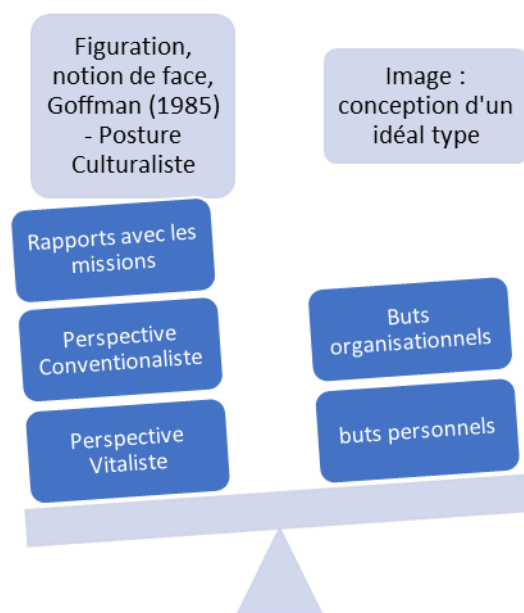 Figuration,
notion de face,
Goffman (1985)
- Posture
Culturaliste
Image :
conception d'un
idéal type
Rapports avec les
missions
Perspective
Conventionaliste
Perspective
Vitaliste
Buts
organisationnels
buts personnels